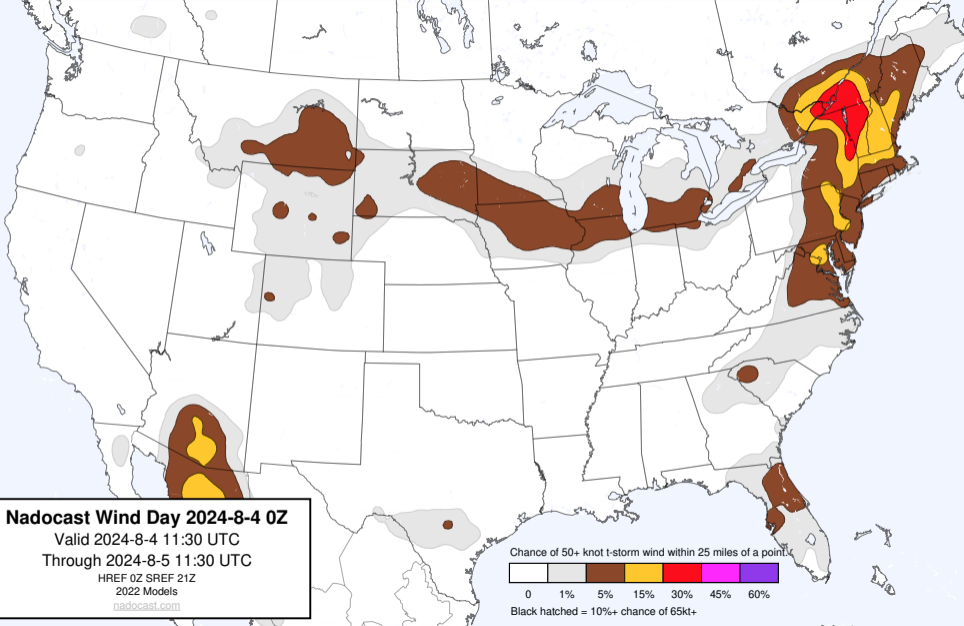 Nadocast Wind Day 2024-8-4 0Z
Valid 2024-8-4 11:30 UTC
Through 2024-8-5 11:30 UTC
HREF 0Z SREF 21Z
2022 Models
nadocast.com
Chance of 50+ knot t-storm wind within 25 miles of a point.
0 1% 5% 15% 30% 45% 60%
Black hatched = 10%+ chance of 65kt+